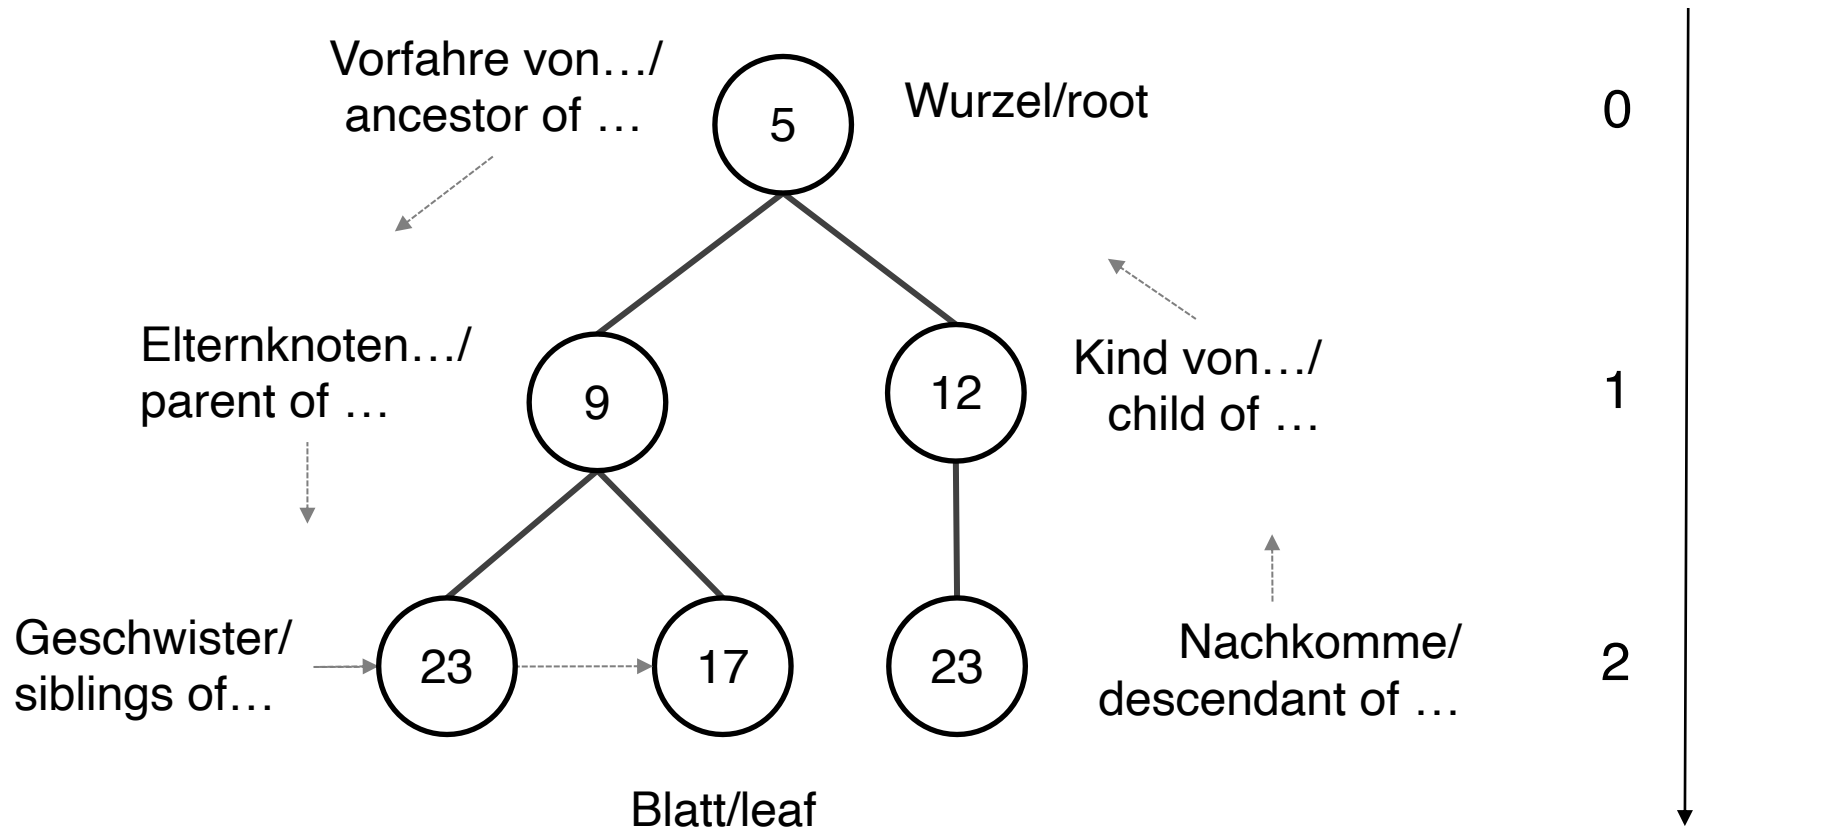 Vorfahre von…/
ancestor of …
5
Wurzel/root
0
Elternknoten…/
parent of …
9
12
Kind von…/
child of …
1
Geschwister/
siblings of…
23
17
23
Nachkomme/
descendant of …
2
Blatt/leaf